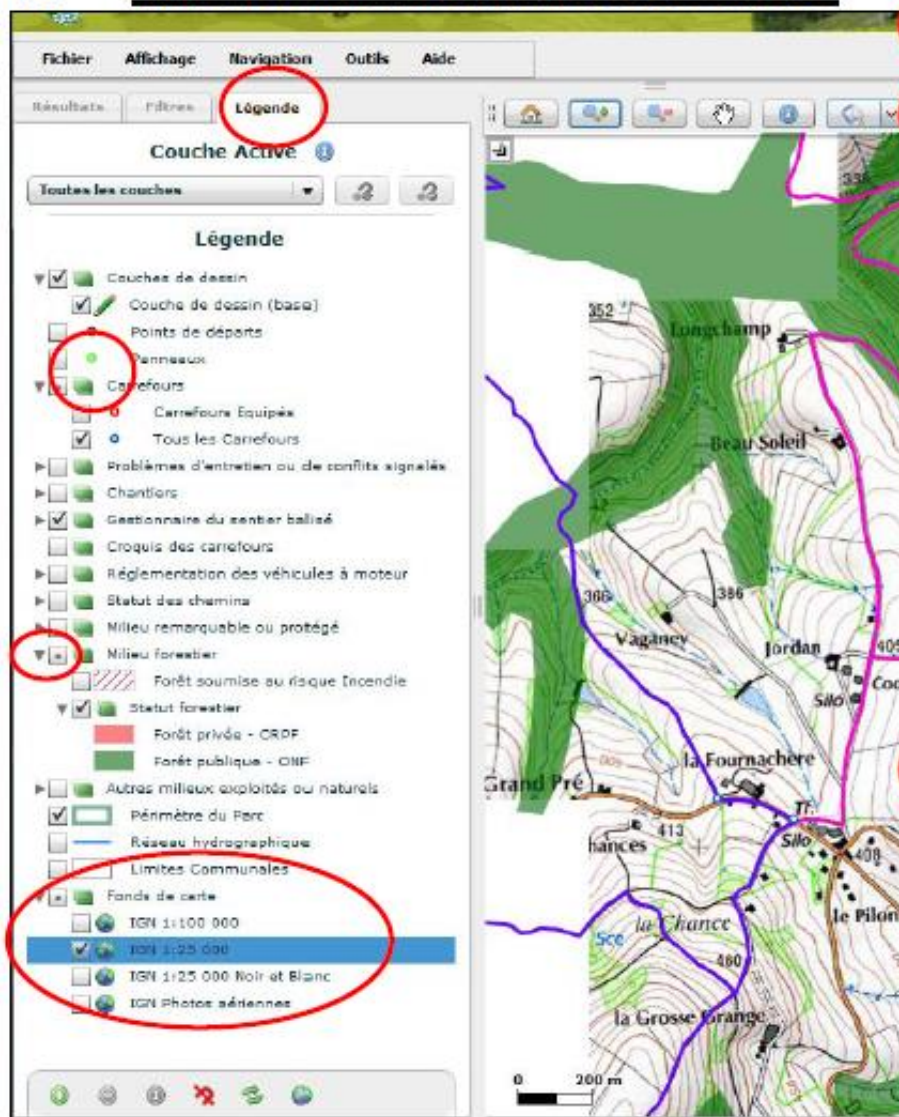 Fichier Affichage Navigation Outils Aide
Résultats Filtres Légende
Couche Active
Toutes les couches
Légende
Couches de dessin
Couche de dessin (base)
Points de départs
Panneaux
Carrefours
Carrefours Equipés
Tous les Carrefours
Problèmes d'entretien ou de conflits signalés
Chantiers
Gestionnaire du sentier balisé
Croquis des carrefours
Réglementation des véhicules à moteur
Statut des chemins
Milieu remarquable ou protégé
Milieu forestier
Forêt soumise au risque Incendie
Statut forestier
Forêt privée - CRPF
Forêt publique - ONF
Autres milieux exploités ou naturels
Périmètre du Parc
Réseau hydrographique
Limites Communales
Fonds de carte
IGN 1:100 000
IGN 1:25 000
IGN 1:25 000 Noir et Blanc
IGN Photos aériennes
338
352
Longchamp
Beau Soleil
366
386
Vaganey
Jordan
405
Silo
la Fournachère
Grand Pré
Tr.
413
Silo
408
hances
la Chance
le Pilon
Sce
460
la Grosse Grange
0 200 m